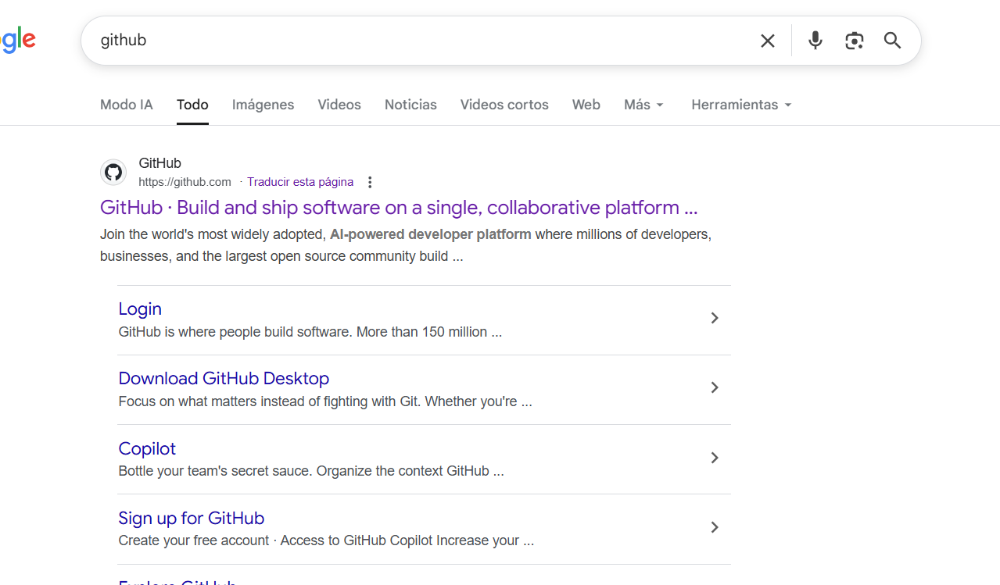 gle
github
Modo IA Todo Imágenes Videos Noticias Videos cortos Web Más Herramientas
GitHub
https://github.com · Traducir esta página
GitHub · Build and ship software on a single, collaborative platform ...
Join the world's most widely adopted, AI-powered developer platform where millions of developers,
businesses, and the largest open source community build ...
Login
GitHub is where people build software. More than 150 million ...
Download GitHub Desktop
Focus on what matters instead of fighting with Git. Whether you're ...
Copilot
Bottle your team's secret sauce. Organize the context GitHub ...
Sign up for GitHub
Create your free account · Access to GitHub Copilot Increase your ...
Explore GitHub